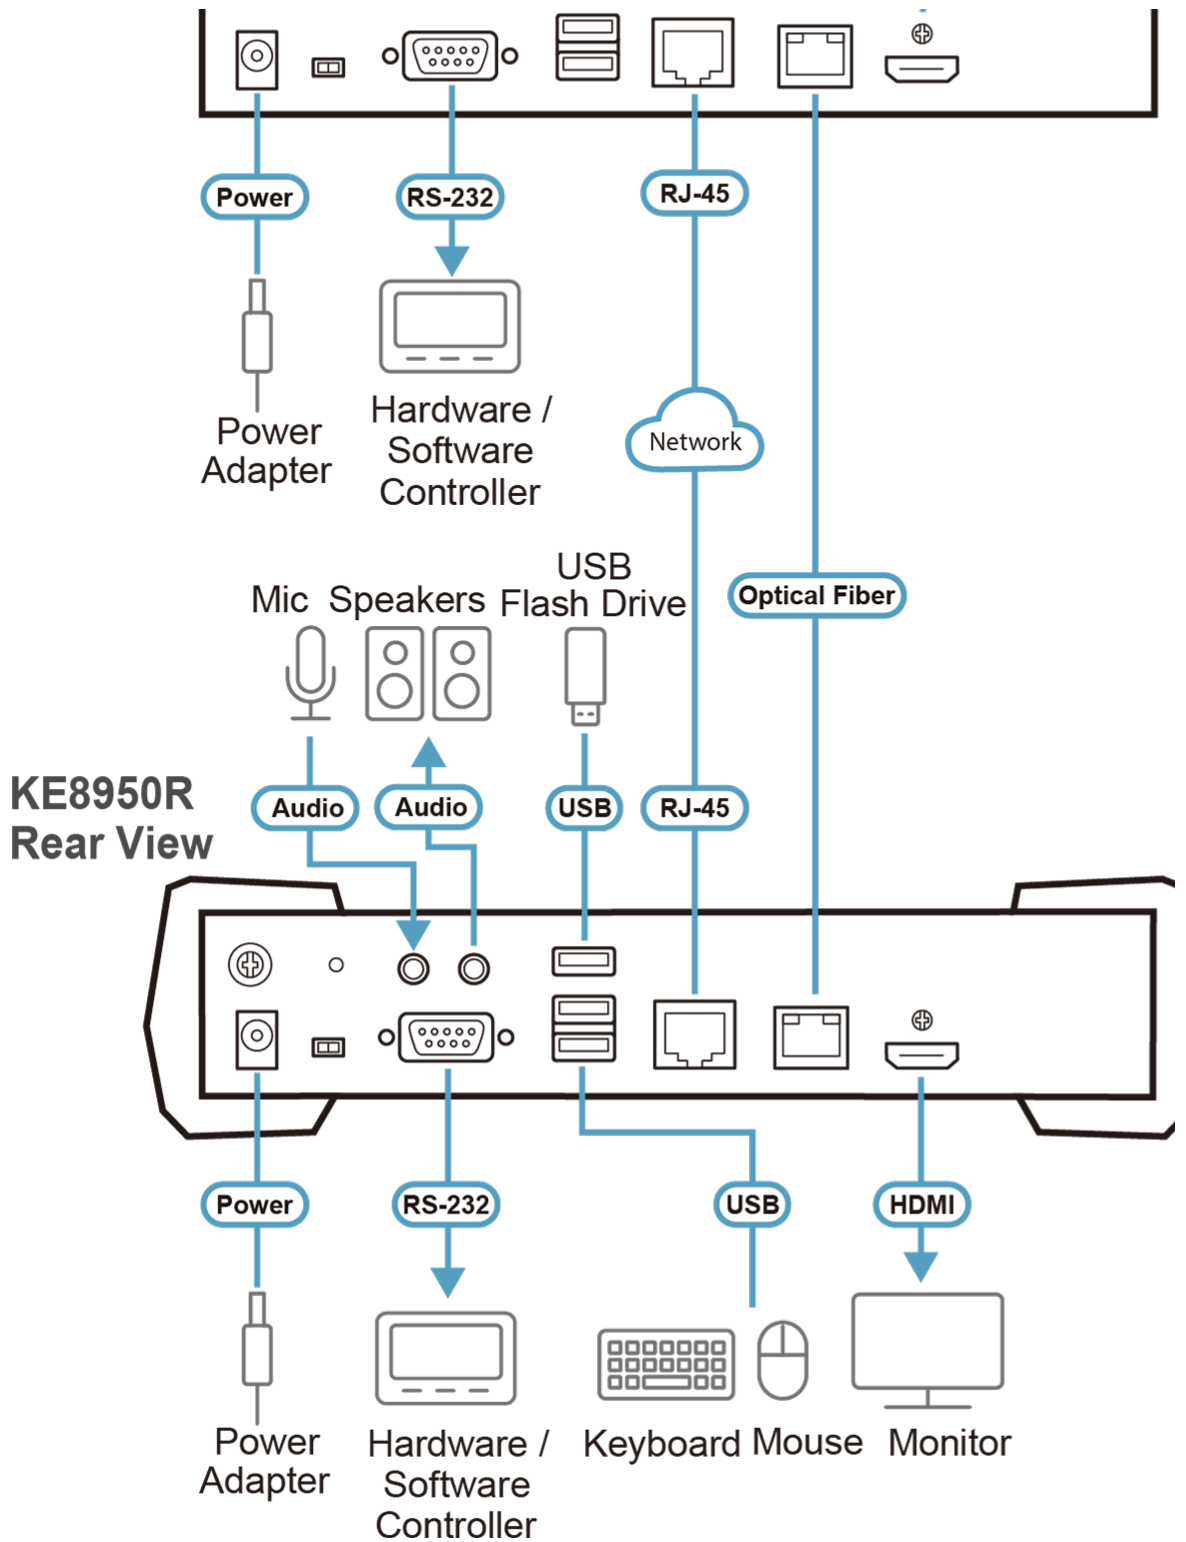 Power
RS-232
RJ-45
Power
Adapter
Hardware /
Software
Controller
Network
Optical Fiber
Mic
Speakers
USB
Flash Drive
KE8950R
Rear View
Audio
Audio
USB
RJ-45
Power
RS-232
USB
HDMI
Power
Adapter
Hardware /
Software
Controller
Keyboard
Mouse
Monitor